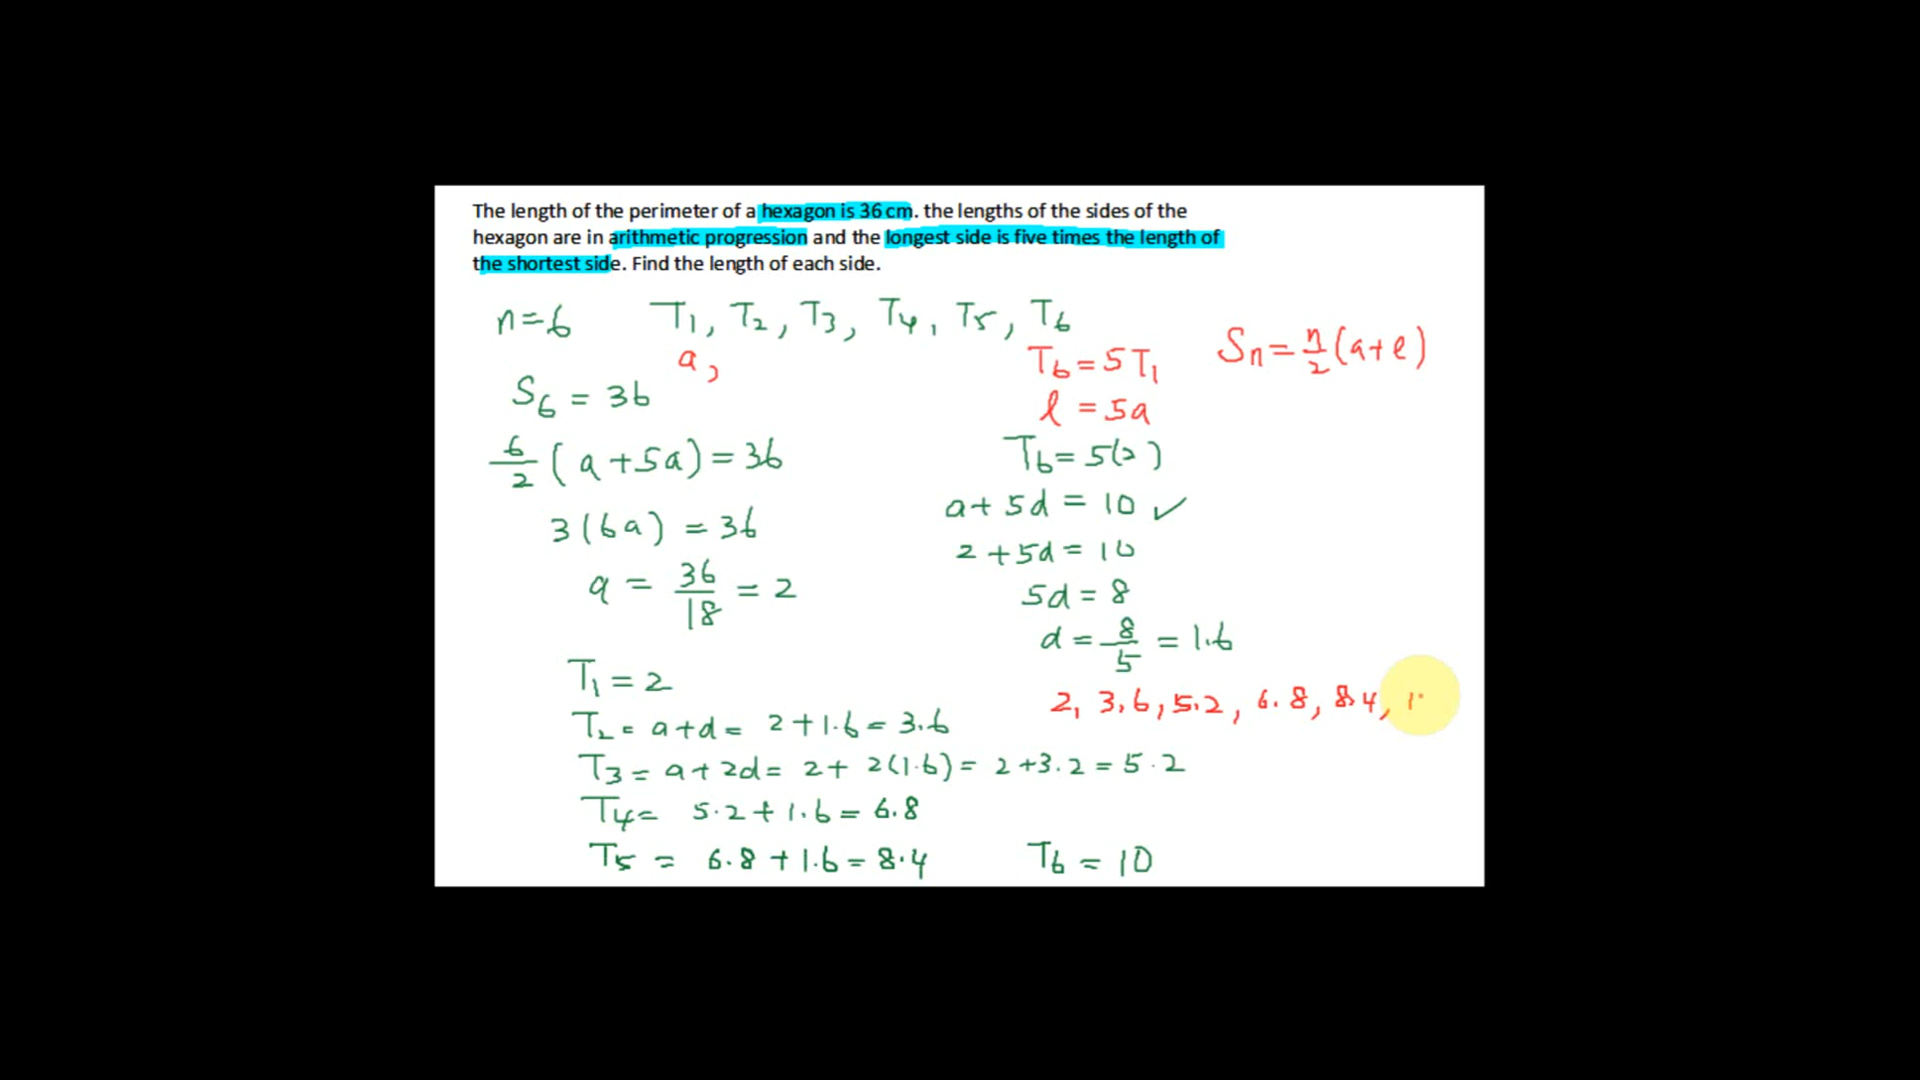 The length of the perimeter of a hexagon is 36 cm. the lengths of the sides of the
hexagon are in arithmetic progression and the longest side is five times the length of
the shortest side. Find the length of each side.
n=6 T1, T2, T3, T4, T5, T6
a,
T6=5T1
Sn=n/2(a+l)
l =5a
S6 = 36
6/2 (a+5a)=36
3(6a) =36
a = 36/18 = 2
T6=5(2)
a+5d = 10 ✓
2+5d=10
5d=8
d=8/5=1.6
2, 3.6, 5.2, 6.8, 8.4, 1
T1=2
T2= a+d= 2+1.6=3.6
T3=a+2d= 2+ 2(1.6)= 2+3.2=5.2
T4= 5.2+1.6=6.8
T5 = 6.8+1.6=8.4
T6=10